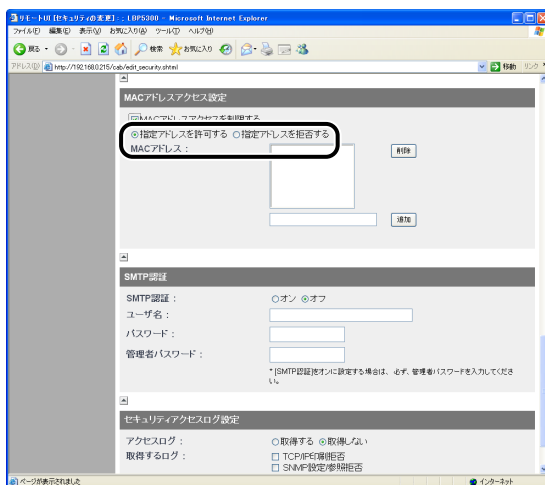 リモートUI [セキュリティの変更] : ; LBP5300 - Microsoft Internet Explorer
ファイル(F) 編集(E) 表示(V) お気に入り(A) ツール(T) ヘルプ(H)
戻る 検索 お気に入り
アドレス(D) http://192.168.0.215/cab/edit_security.shtml 移動 リンク
MACアドレスアクセス設定
MACアドレスアクセスを制限する
指定アドレスを許可する 指定アドレスを拒否する
MACアドレス :
削除
追加
SMTP認証
SMTP認証 : オン オフ
ユーザ名 :
パスワード :
管理者パスワード :
* [SMTP認証]をオンに設定する場合は、必ず、管理者パスワードを入力してくださ
い。
セキュリティアクセスログ設定
アクセスログ : 取得する 取得しない
取得するログ : TCP/IP印刷拒否
SNMP設定/参照拒否
ページが表示されました インターネット